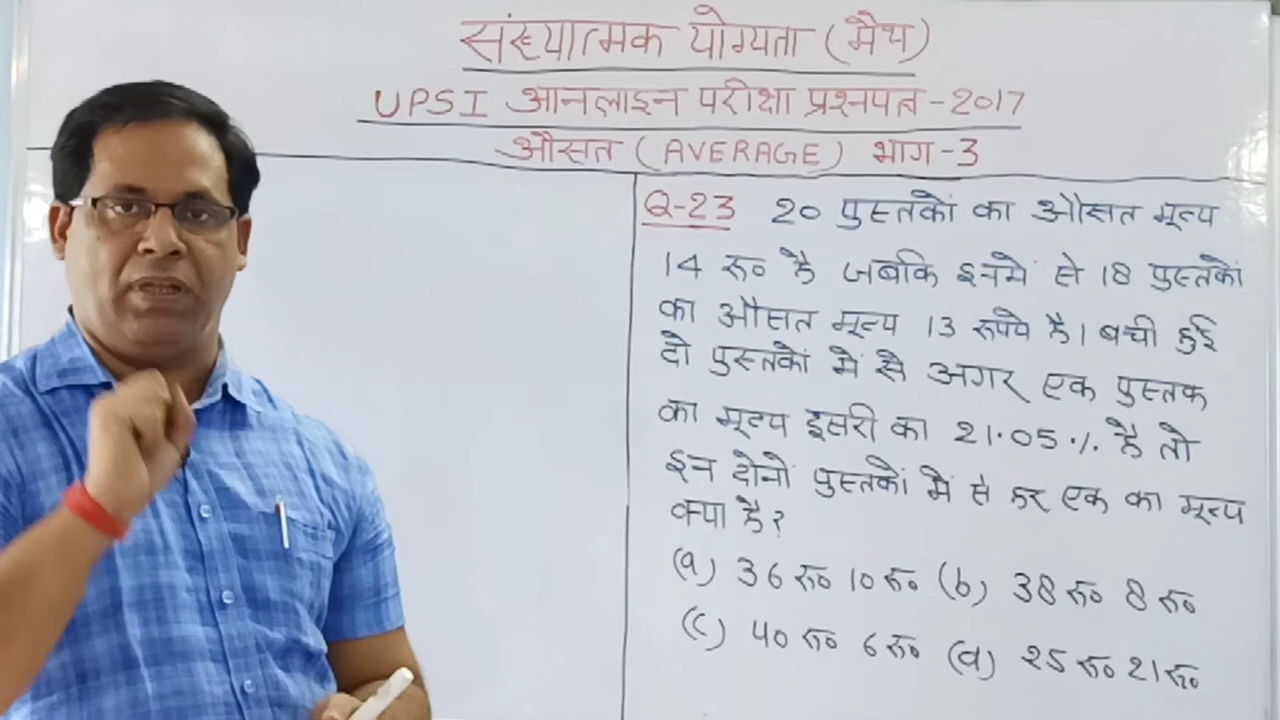 संख्यात्मक योग्यता (मैथ)
UPSI आनलाइन परीक्षा प्रश्नपत्र-2017
औसत (AVERAGE) भाग-3
Q-23 20 पुस्तकों का औसत मूल्य
14 रू० है जबकि इनमें से 18 पुस्तकों
का औसत मूल्य 13 रूपये है। बची हुई
दो पुस्तकों में से अगर एक पुस्तक
का मूल्य दूसरी का 21.05% है तो
इन दोनों पुस्तकों में से हर एक का मूल्य
क्या है?
(a) 36 रू० 10 रू० (b) 38 रू० 8 रू०
(c) 40 रू० 6 रू० (d) 25 रू० 21 रू०